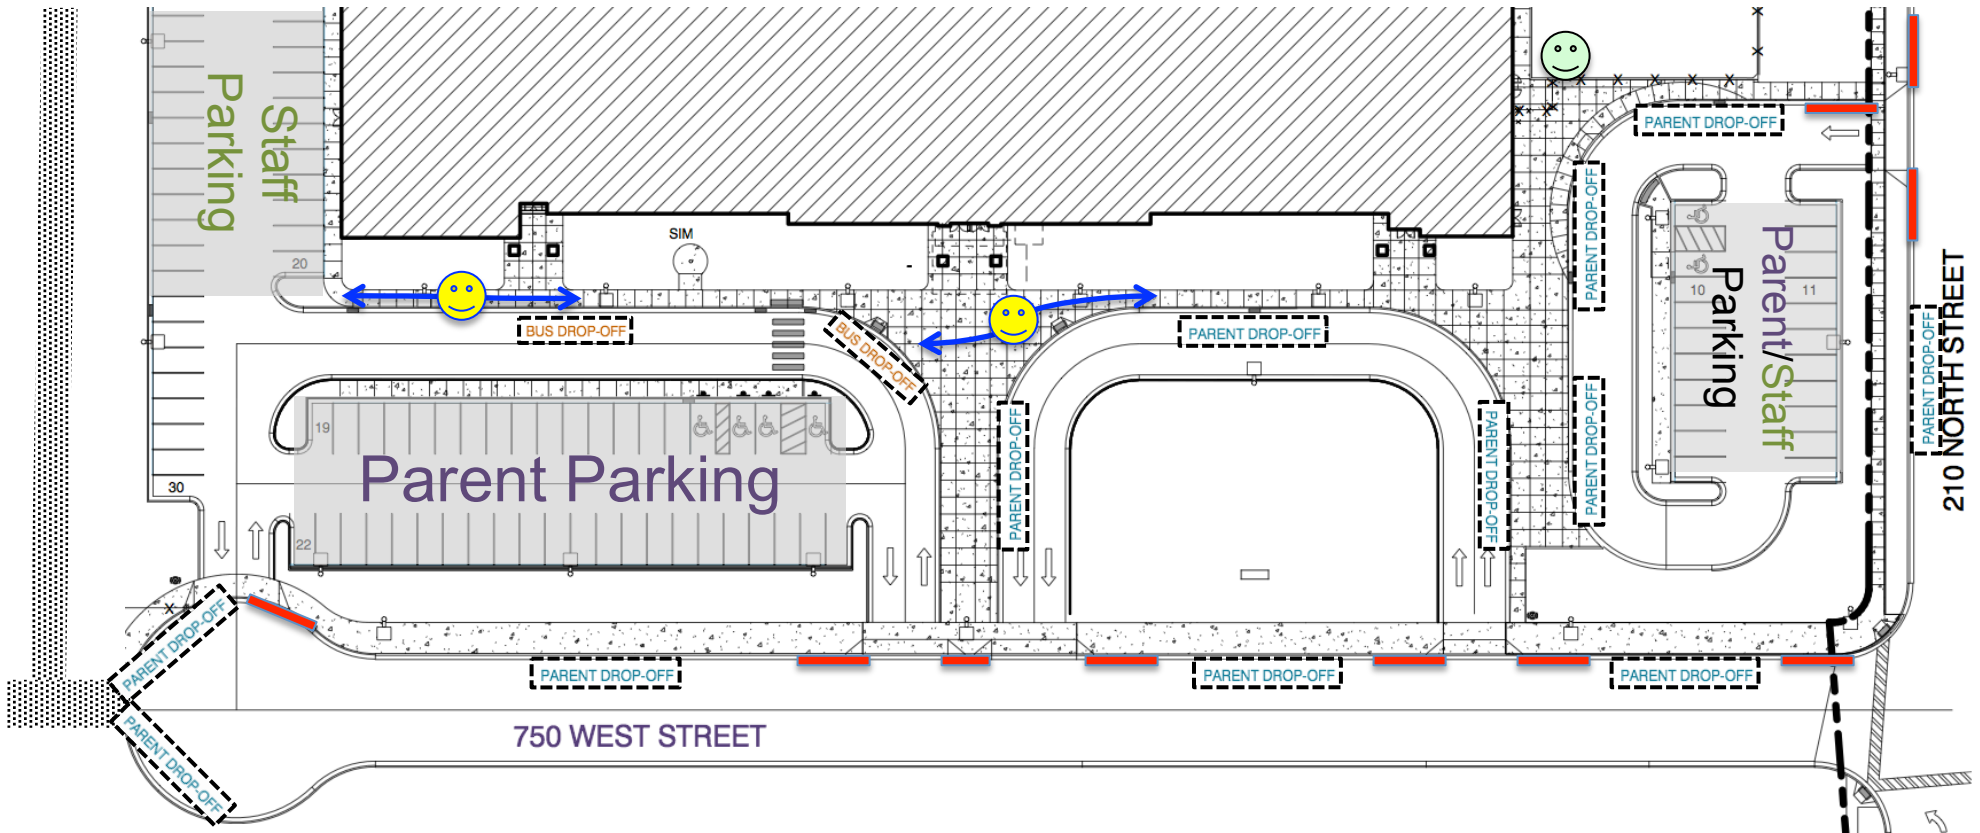 Staff
Parking
20
30
SIM
BUS DROP-OFF
BUS DROP-OFF
PARENT DROP-OFF
PARENT DROP-OFF
PARENT DROP-OFF
PARENT DROP-OFF
PARENT DROP-OFF
PARENT DROP-OFF
10
11
Parent/Staff
Parking
PARENT DROP-OFF
210 NORTH STREET
19
Parent Parking
22
PARENT DROP-OFF
PARENT DROP-OFF
PARENT DROP-OFF
PARENT DROP-OFF
PARENT DROP-OFF
750 WEST STREET